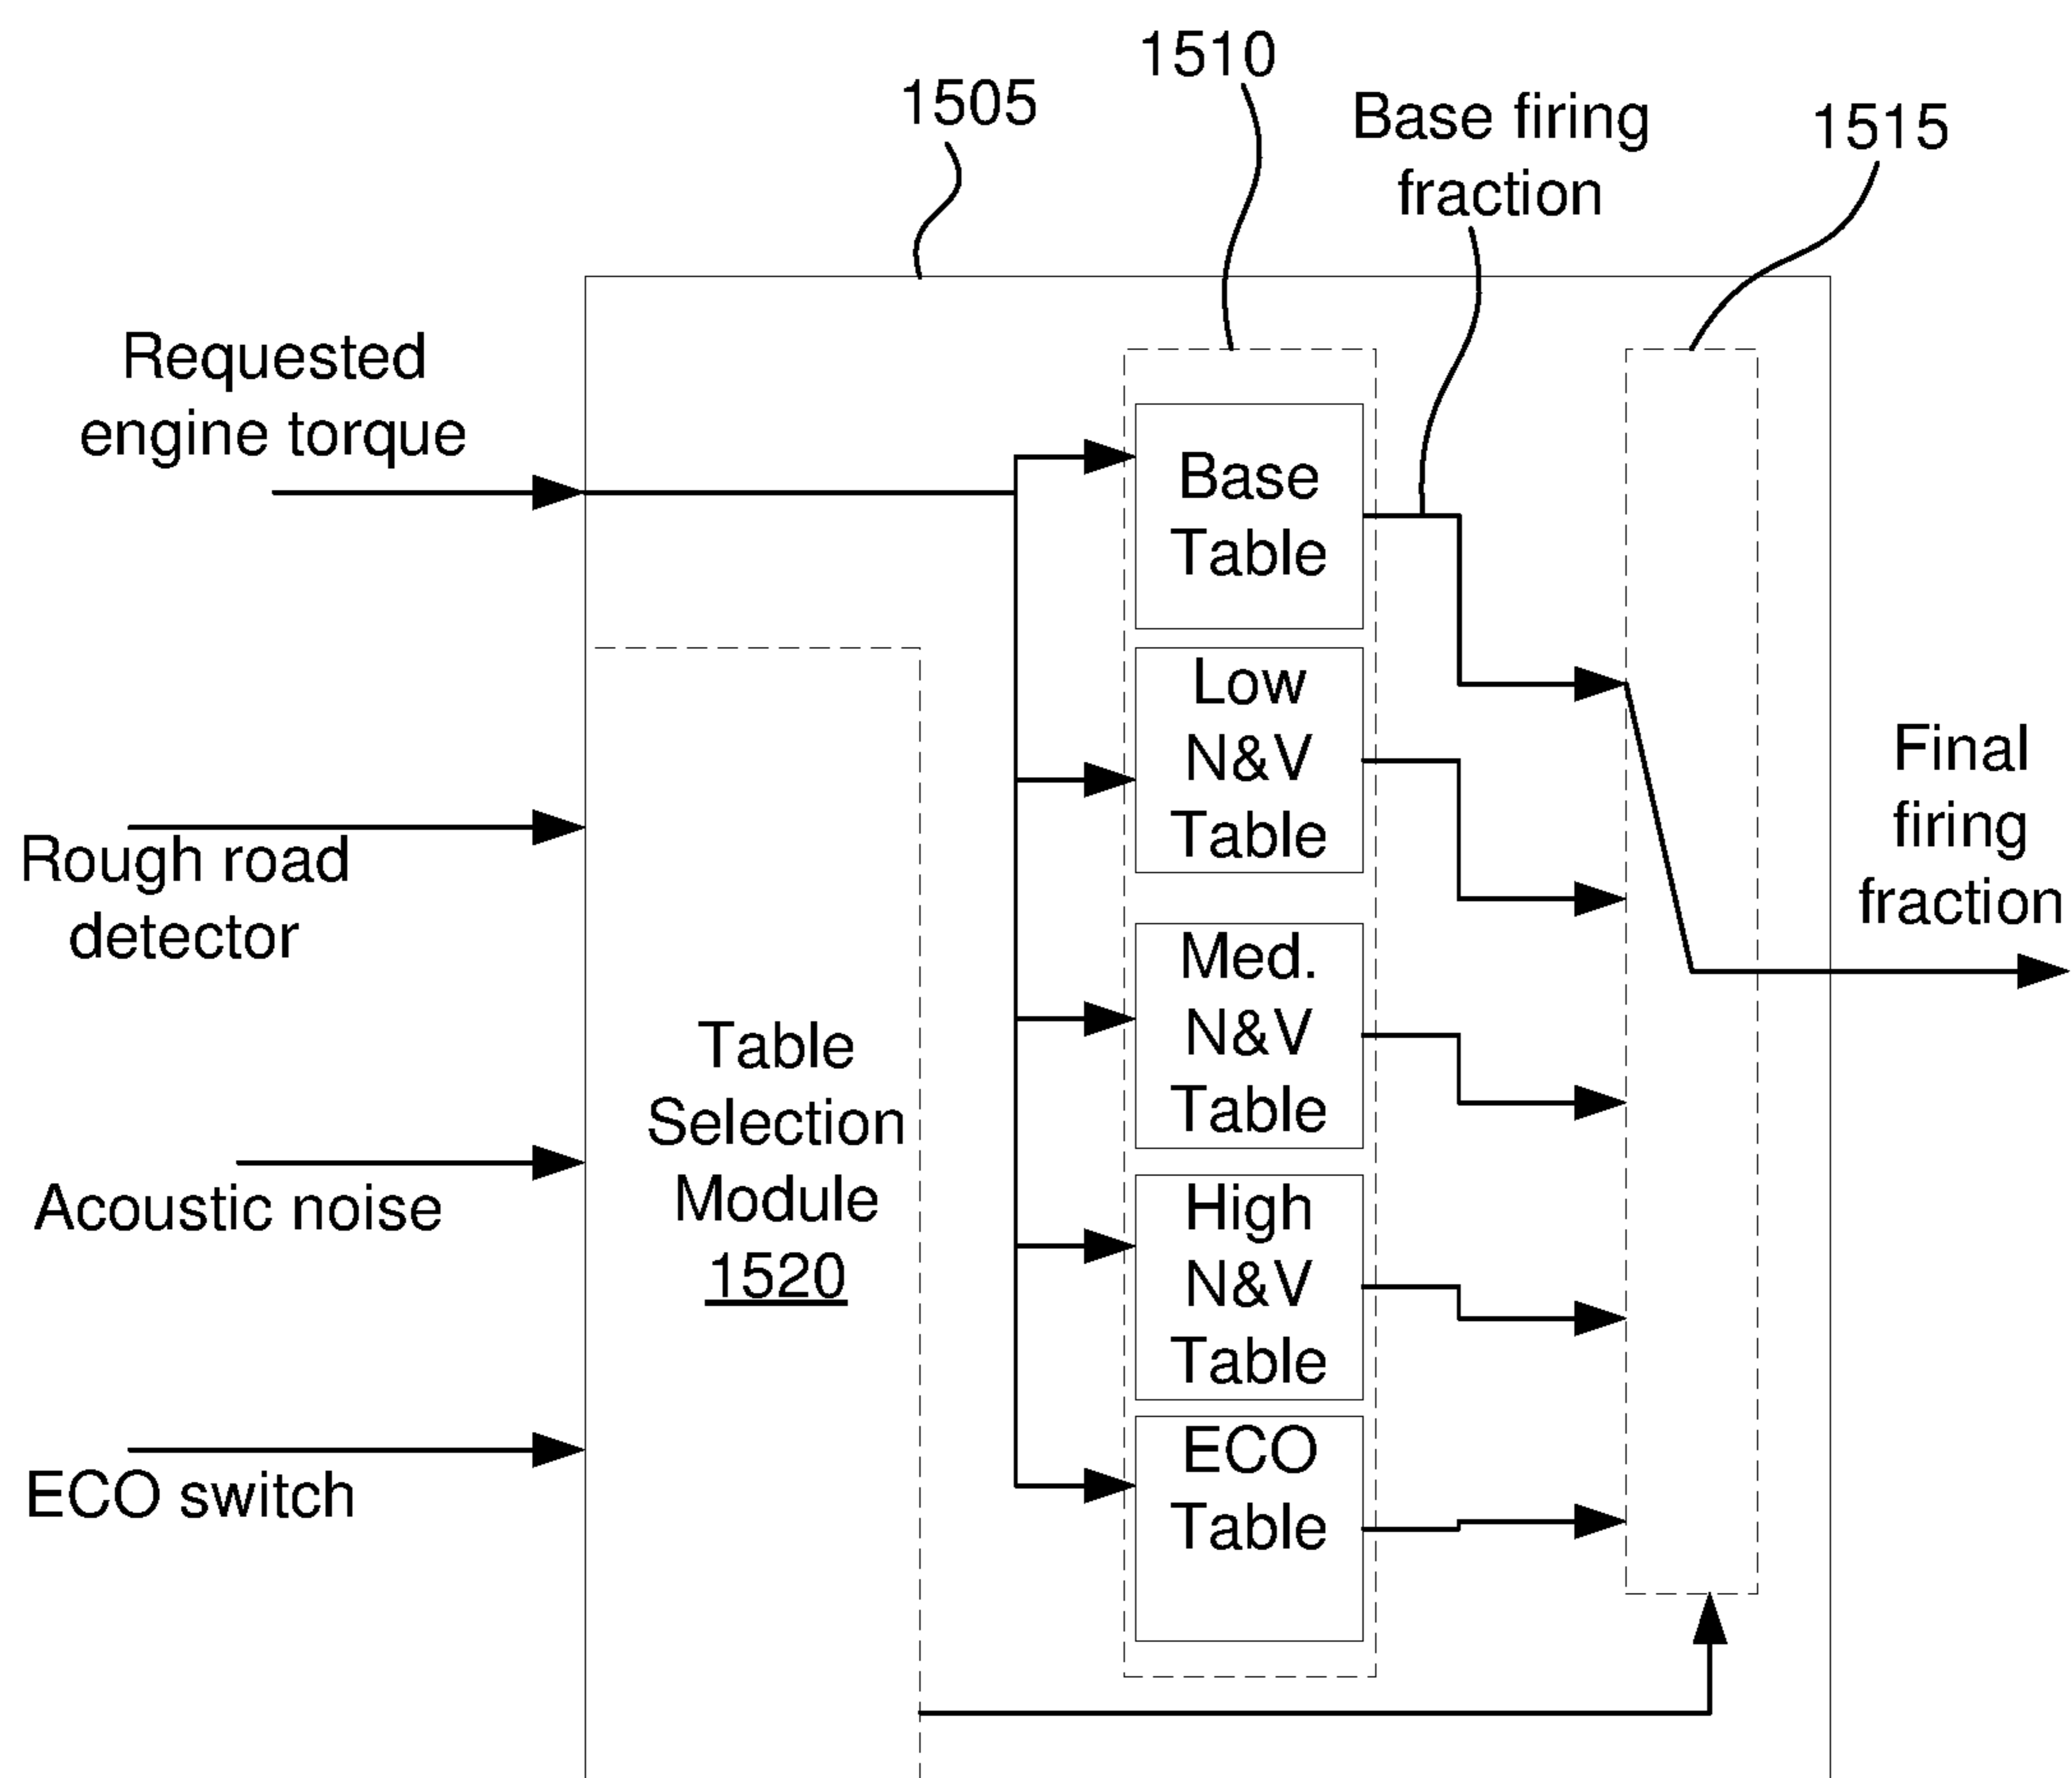 1510
1505
Base firing
fraction
1515
Requested
engine torque
Base
Table
Low
N&V
Table
Final
firing
fraction
Rough road
detector
Med.
N&V
Table
Table
Selection
Module
1520
Acoustic noise
High
N&V
Table
ECO
Table
ECO switch